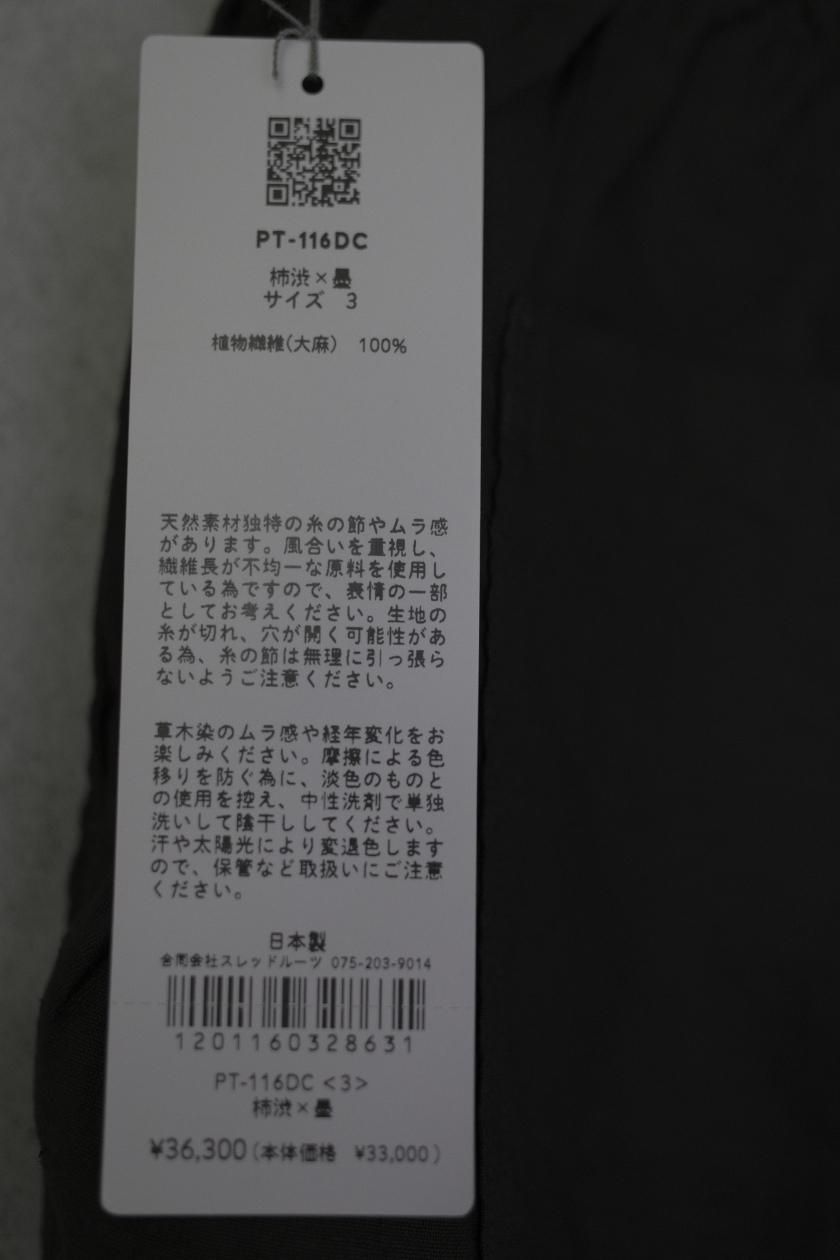 PT-116DC
柿渋×墨
サイズ　3
植物繊維(大麻)　100%
天然素材独特の糸の節やムラ感
があります。風合いを重視し、
繊維長が不均一な原料を使用し
ている為ですので、表情の一部
としてお考えください。生地の
糸が切れ、穴が開く可能性があ
る為、糸の節は無理に引っ張ら
ないようご注意ください。
草木染のムラ感や経年変化をお
楽しみください。摩擦による色
移りを防ぐ為に、淡色のものと
の使用を控え、中性洗剤で単独
洗いして陰干ししてください。
汗や太陽光により変退色します
ので、保管など取扱いにご注意
ください。
日本製
合同会社スレッドルーツ 075-203-9014
1201160328631
PT-116DC <3>
柿渋×墨
¥36,300(本体価格　¥33,000)